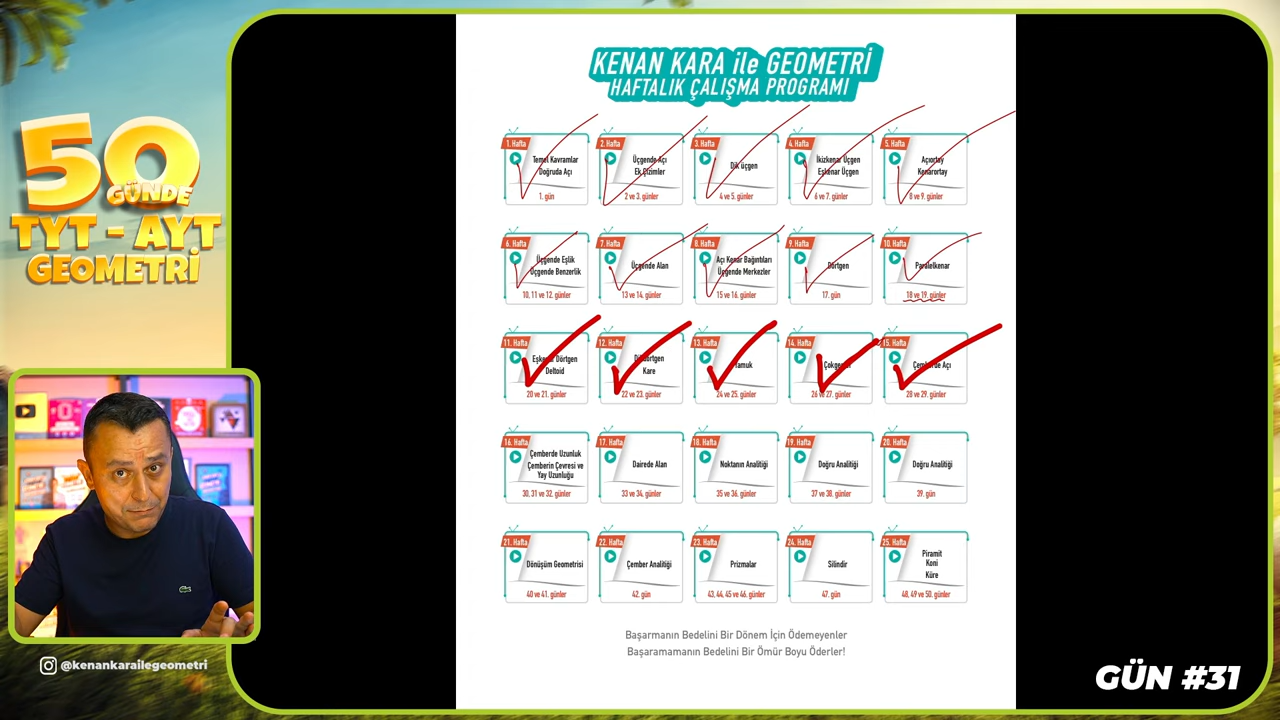 50
GÜNDE
TYT - AYT
GEOMETRİ
@kenankarailegeometri
KENAN KARA ile GEOMETRİ
HAFTALIK ÇALIŞMA PROGRAMI
1. Hafta
Temel Kavramlar
Doğruda Açı
1. gün
2. Hafta
Üçgende Açı
Ek Çizimler
2 ve 3. günler
3. Hafta
Dik üçgen
4 ve 5. günler
4. Hafta
İkizkenar Üçgen
Eşkenar Üçgen
6 ve 7. günler
5. Hafta
Açıortay
Kenarortay
8 ve 9. günler
6. Hafta
Üçgende Eşlik
Üçgende Benzerlik
10, 11 ve 12. günler
7. Hafta
Üçgende Alan
13 ve 14. günler
8. Hafta
Açı Kenar Bağıntıları
Üçgende Merkezler
15 ve 16. günler
9. Hafta
Dörtgen
17. gün
10. Hafta
Paralelkenar
18 ve 19. günler
11. Hafta
Dörtgen
Deltoid
20 ve 21. günler
12. Hafta
Kare
22 ve 23. günler
13. Hafta
Yamuk
24 ve 25. günler
14. Hafta
26 ve 27. günler
15. Hafta
Çemberde Açı
28 ve 29. günler
16. Hafta
Çemberde Uzunluk
Çemberin Çevresi ve
Yay Uzunluğu
30, 31 ve 32. günler
17. Hafta
Dairede Alan
33 ve 34. günler
18. Hafta
Noktanın Analitiği
35 ve 36. günler
19. Hafta
Doğru Analitiği
37 ve 38. günler
20. Hafta
Doğru Analitiği
39. gün
21. Hafta
Dönüşüm Geometrisi
40 ve 41. günler
22. Hafta
Çember Analitiği
42. gün
23. Hafta
Prizmalar
43, 44, 45 ve 46. günler
24. Hafta
Silindir
47. gün
25. Hafta
Piramit
Koni
Küre
48, 49 ve 50. günler
Başarmanın Bedelini Bir Dönem İçin Ödemeyenler
Başaramamanın Bedelini Bir Ömür Boyu Öderler!
GÜN #31